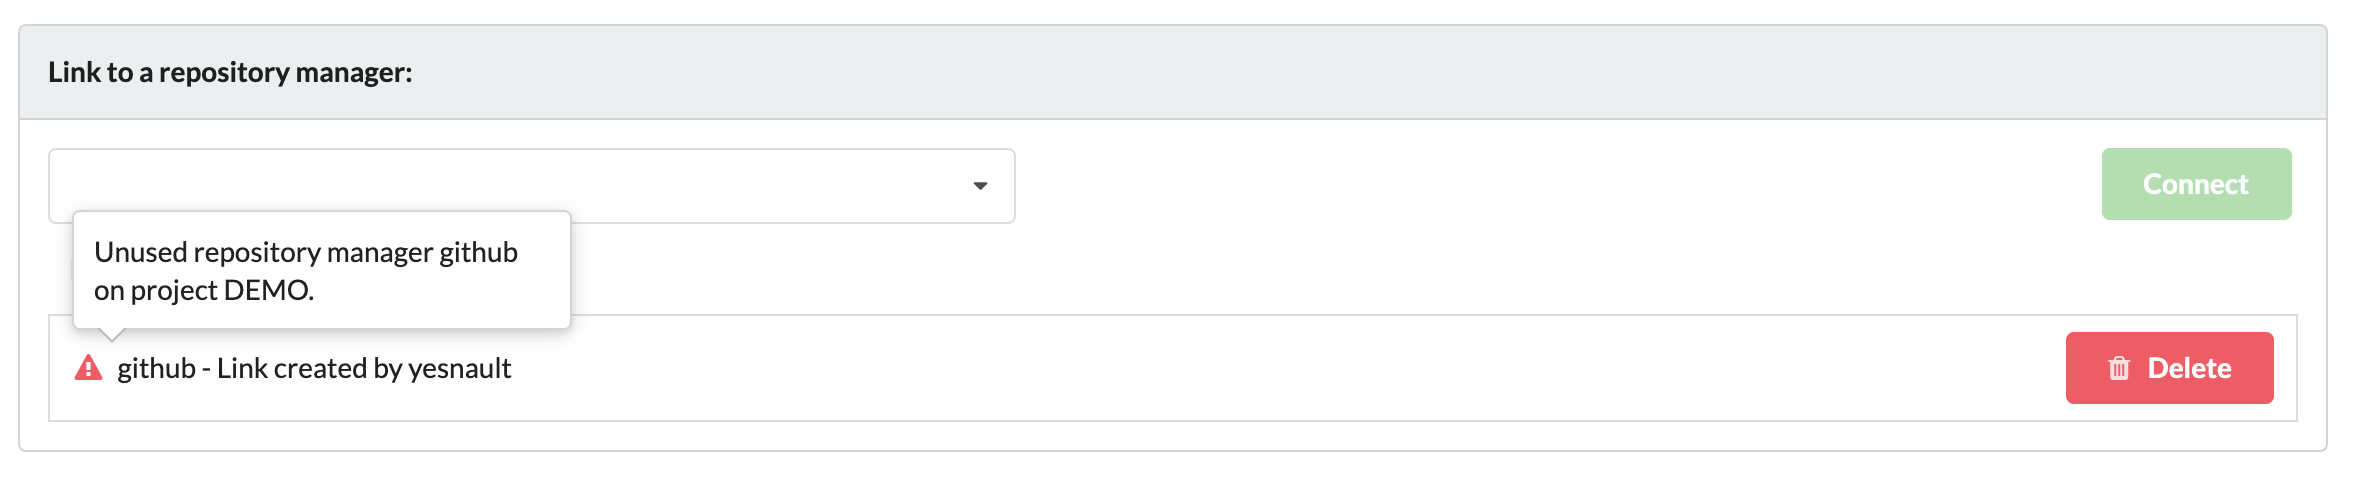 Link to a repository manager:
Connect
Unused repository manager github
on project DEMO.
github - Link created by yesnault
Delete